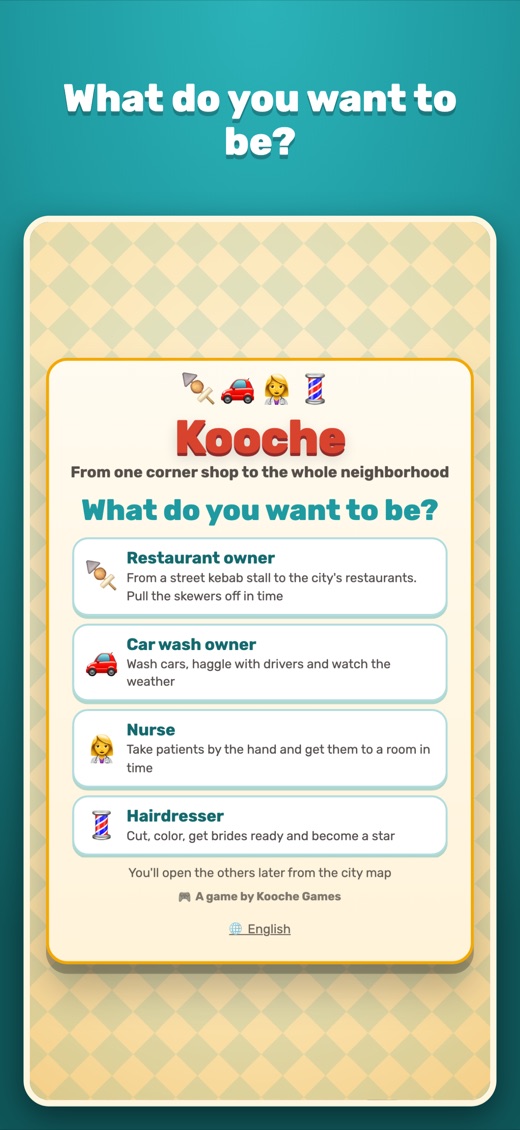 What do you want to
be?
Kooche
From one corner shop to the whole neighborhood
What do you want to be?
Restaurant owner
From a street kebab stall to the city's restaurants.
Pull the skewers off in time
Car wash owner
Wash cars, haggle with drivers and watch the
weather
Nurse
Take patients by the hand and get them to a room in
time
Hairdresser
Cut, color, get brides ready and become a star
You'll open the others later from the city map
🎮 A game by Kooche Games
🌐 English